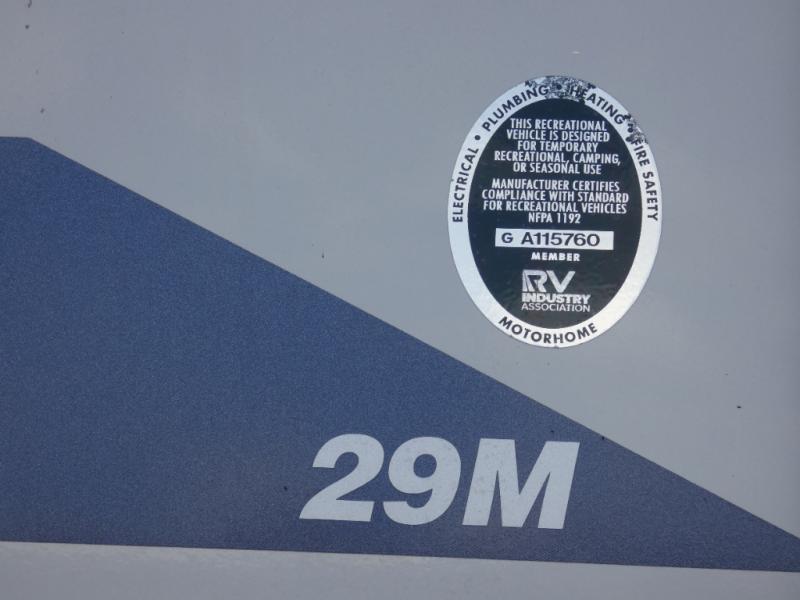 ELECTRICAL • PLUMBING • HEATING • FIRE SAFETY
THIS RECREATIONAL
VEHICLE IS DESIGNED
FOR TEMPORARY
RECREATIONAL, CAMPING,
OR SEASONAL USE
MANUFACTURER CERTIFIES
COMPLIANCE WITH STANDARD
FOR RECREATIONAL VEHICLES
NFPA 1192
G A115760
MEMBER
RV
INDUSTRY
ASSOCIATION
MOTORHOME
29M